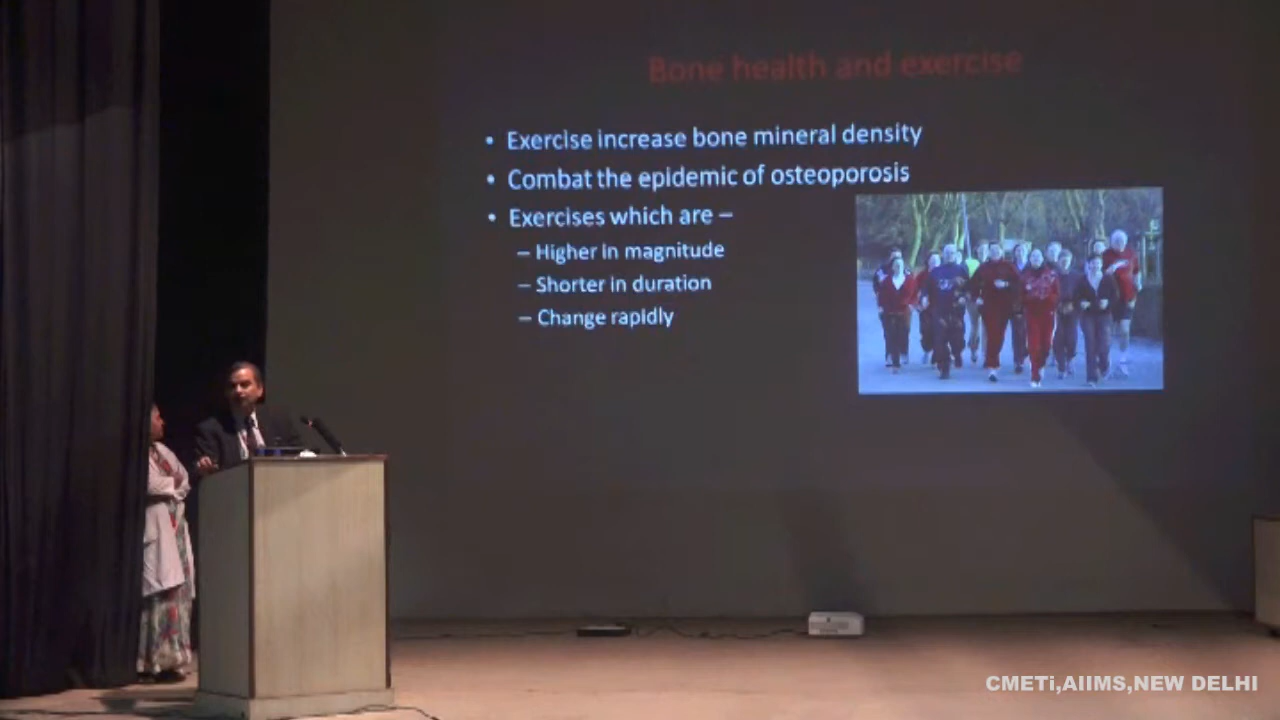 Bone health and exercise
• Exercise increase bone mineral density
• Combat the epidemic of osteoporosis
• Exercises which are –
– Higher in magnitude
– Shorter in duration
– Change rapidly
CMETi,AIIMS,NEW DELHI